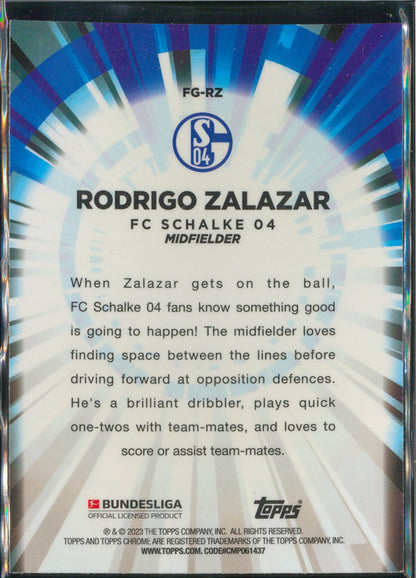 FG-RZ
S
04
RODRIGO ZALAZAR
FC SCHALKE 04
MIDFIELDER
When Zalazar gets on the ball,
FC Schalke 04 fans know something good
is going to happen! The midfielder loves
finding space between the lines before
driving forward at opposition defences.
He's a brilliant dribbler, plays quick
one-twos with team-mates, and loves to
score or assist team-mates.
BUNDESLIGA
OFFICIAL LICENSED PRODUCT
topps
® & © 2023 THE TOPPS COMPANY, INC. ALL RIGHTS RESERVED.
TOPPS AND TOPPS CHROME ARE REGISTERED TRADEMARKS OF THE TOPPS COMPANY, INC.
WWW.TOPPS.COM. CODE#CMP061437